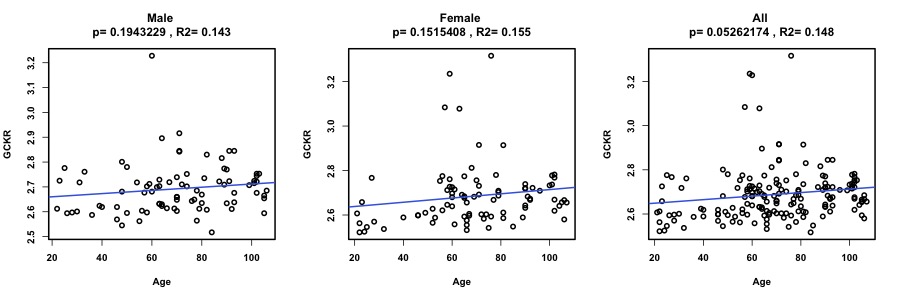 Male
p= 0.1943229 , R2= 0.143
GCKR
3.2
3.1
3.0
2.9
2.8
2.7
2.6
2.5
20 40 60 80 100
Age
Female
p= 0.1515408 , R2= 0.155
GCKR
3.2
3.0
2.8
2.6
20 40 60 80 100
Age
All
p= 0.05262174 , R2= 0.148
GCKR
3.2
3.0
2.8
2.6
20 40 60 80 100
Age